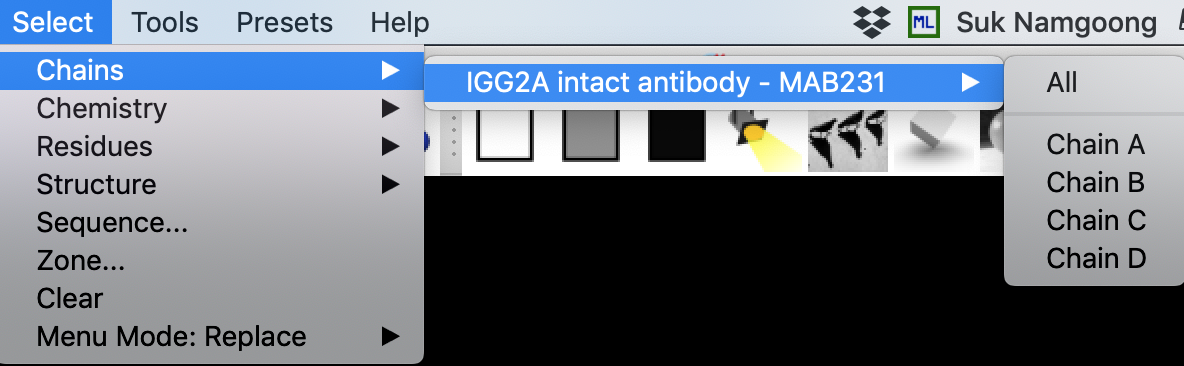 Select Tools Presets Help ML Suk Namgoong
Chains
Chemistry
Residues
Structure
Sequence...
Zone...
Clear
Menu Mode: Replace
IGG2A intact antibody - MAB231
All
Chain A
Chain B
Chain C
Chain D